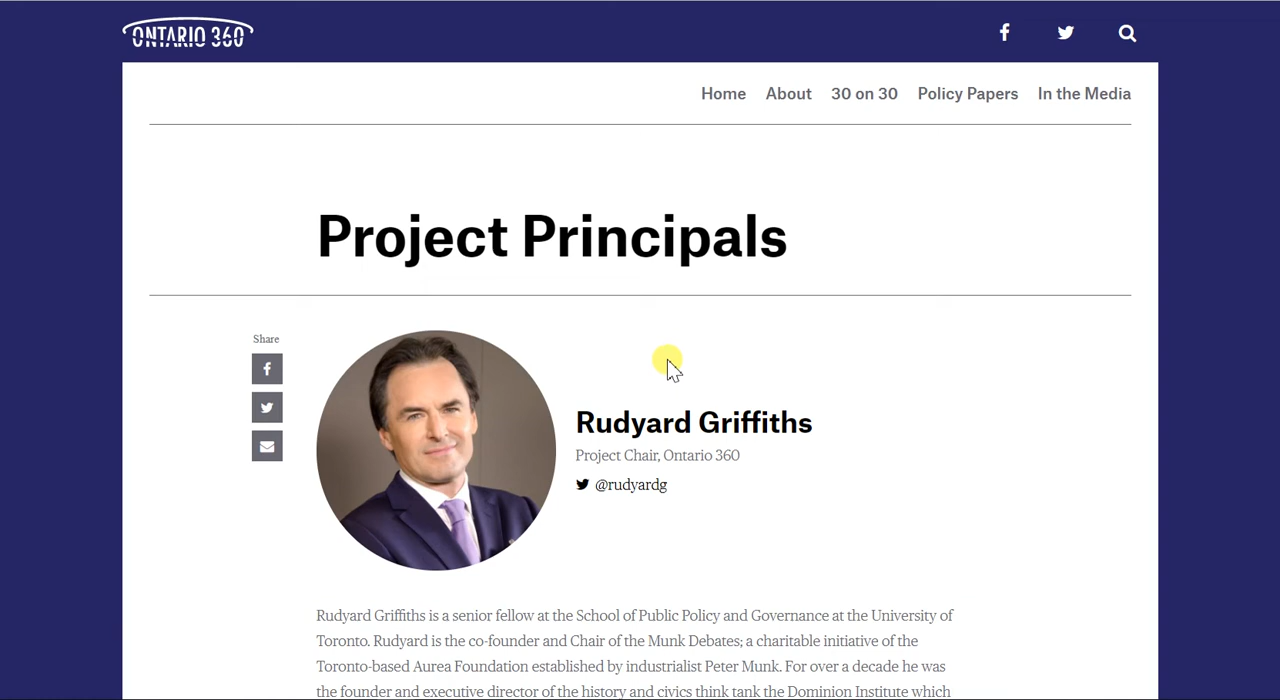 ONTARIO 360
Home About 30 on 30 Policy Papers In the Media
Project Principals
Share
Rudyard Griffiths
Project Chair, Ontario 360
@rudyardg
Rudyard Griffiths is a senior fellow at the School of Public Policy and Governance at the University of
Toronto. Rudyard is the co-founder and Chair of the Munk Debates; a charitable initiative of the
Toronto-based Aurea Foundation established by industrialist Peter Munk. For over a decade he was
the founder and executive director of the history and civics think tank the Dominion Institute which